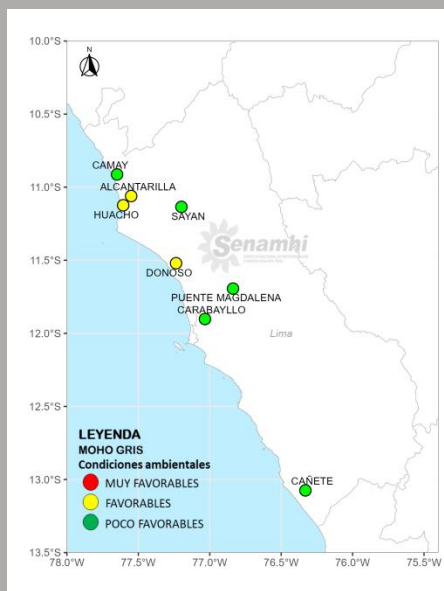 10.0°S
N
10.5°S
CAMAY
11.0°S
ALCANTARILLA
HUACHO
SAYAN
Senamhi
11.5°S
DONOSO
PUENTE MAGDALENA
CARABAYLLO
12.0°S
Lima
12.5°S
LEYENDA
MOHO GRIS
Condiciones ambientales
13.0°S
CAÑETE
MUY FAVORABLES
FAVORABLES
POCO FAVORABLES
13.5°S
78.0°W 77.5°W 77.0°W 76.5°W 76.0°W 75.5°W